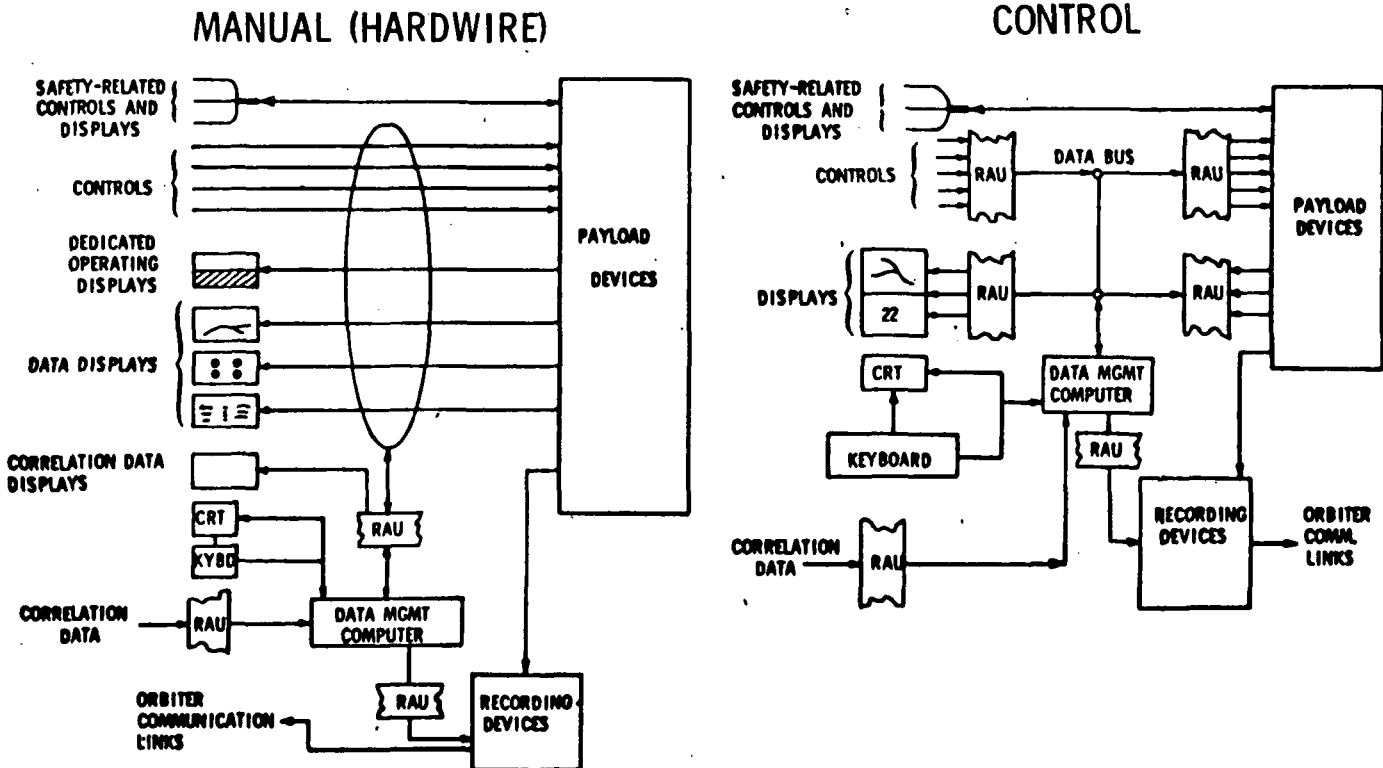 MANUAL (HARDWIRE)
SAFETY-RELATED
CONTROLS AND
DISPLAYS
CONTROLS
DEDICATED
OPERATING
DISPLAYS
DATA DISPLAYS
CORRELATION DATA
DISPLAYS
CRT
KYBD
CORRELATION
DATA
RAU
RAU
DATA MGMT
COMPUTER
RAU
ORBITER
COMMUNICATION
LINKS
RECORDING
DEVICES
PAYLOAD
DEVICES
CONTROL
SAFETY-RELATED
CONTROLS AND
DISPLAYS
CONTROLS
RAU
DATA BUS
RAU
PAYLOAD
DEVICES
DISPLAYS
22
RAU
RAU
CRT
KEYBOARD
DATA MGMT
COMPUTER
RAU
CORRELATION
DATA
RAU
RECORDING
DEVICES
ORBITER
COMM.
LINKS